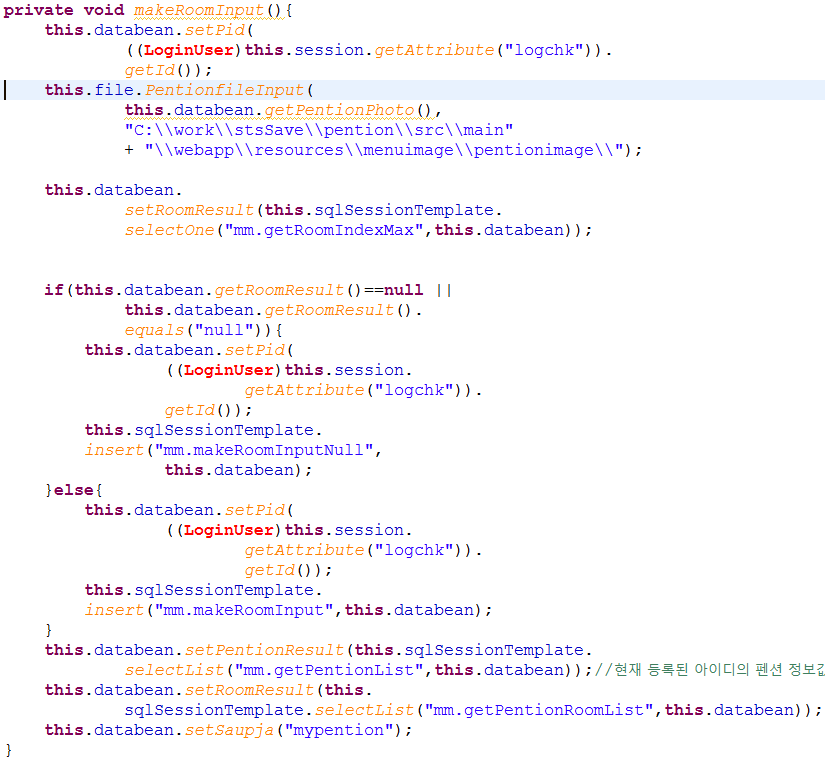 private void makeRoomInput(){
this.databean.setPid(
((LoginUser)this.session.getAttribute("logchk")).
getId());
this.file.PentionfileInput(
this.databean.getPentionPhoto(),
"C:\\work\\stsSave\\pention\\src\\main"
+ "\\webapp\\resources\\menuimage\\pentionimage\\");
this.databean.
setRoomResult(this.sqlSessionTemplate.
selectOne("mm.getRoomIndexMax",this.databean));
if(this.databean.getRoomResult()==null ||
this.databean.getRoomResult().
equals("null")){
this.databean.setPid(
((LoginUser)this.session.
getAttribute("logchk")).
getId());
this.sqlSessionTemplate.
insert("mm.makeRoomInputNull",
this.databean);
}else{
this.databean.setPid(
((LoginUser)this.session.
getAttribute("logchk")).
getId());
this.sqlSessionTemplate.
insert("mm.makeRoomInput",this.databean);
}
this.databean.setPentionResult(this.sqlSessionTemplate.
selectList("mm.getPentionList",this.databean));//현재 등록된 아이디의 펜션 정보값
this.databean.setRoomResult(this.
sqlSessionTemplate.selectList("mm.getPentionRoomList",this.databean));
this.databean.setSaupja("mypention");
}